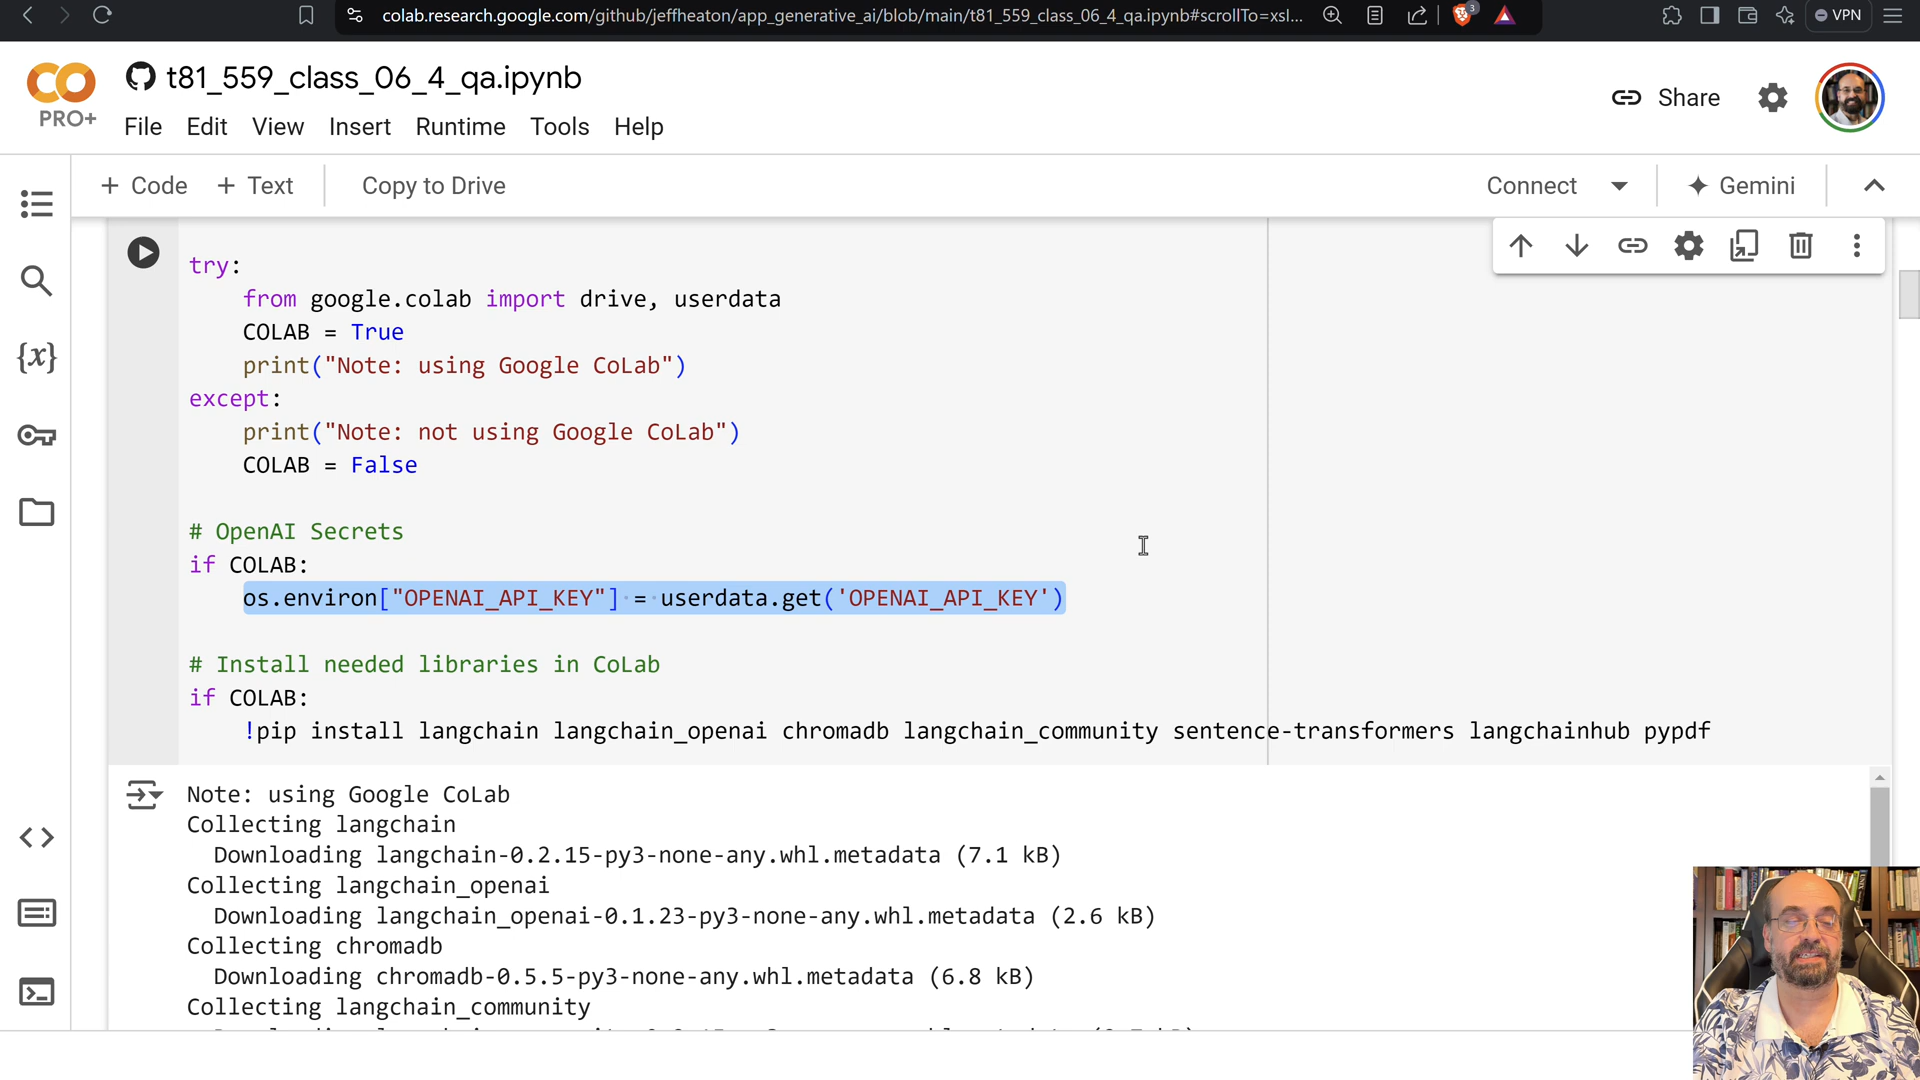 colab.research.google.com/github/jeffheaton/app_generative_ai/blob/main/t81_559_class_06_4_qa.ipynb#scrollTo=xsI...
3
VPN
PRO+
t81_559_class_06_4_qa.ipynb
Share
File Edit View Insert Runtime Tools Help
+ Code + Text Copy to Drive
Connect Gemini
try:
from google.colab import drive, userdata
COLAB = True
print("Note: using Google CoLab")
except:
print("Note: not using Google CoLab")
COLAB = False
# OpenAI Secrets
if COLAB:
os.environ["OPENAI_API_KEY"] = userdata.get('OPENAI_API_KEY')
# Install needed libraries in CoLab
if COLAB:
!pip install langchain langchain_openai chromadb langchain_community sentence-transformers langchainhub pypdf
Note: using Google CoLab
Collecting langchain
Downloading langchain-0.2.15-py3-none-any.whl.metadata (7.1 kB)
Collecting langchain_openai
Downloading langchain_openai-0.1.23-py3-none-any.whl.metadata (2.6 kB)
Collecting chromadb
Downloading chromadb-0.5.5-py3-none-any.whl.metadata (6.8 kB)
Collecting langchain_community